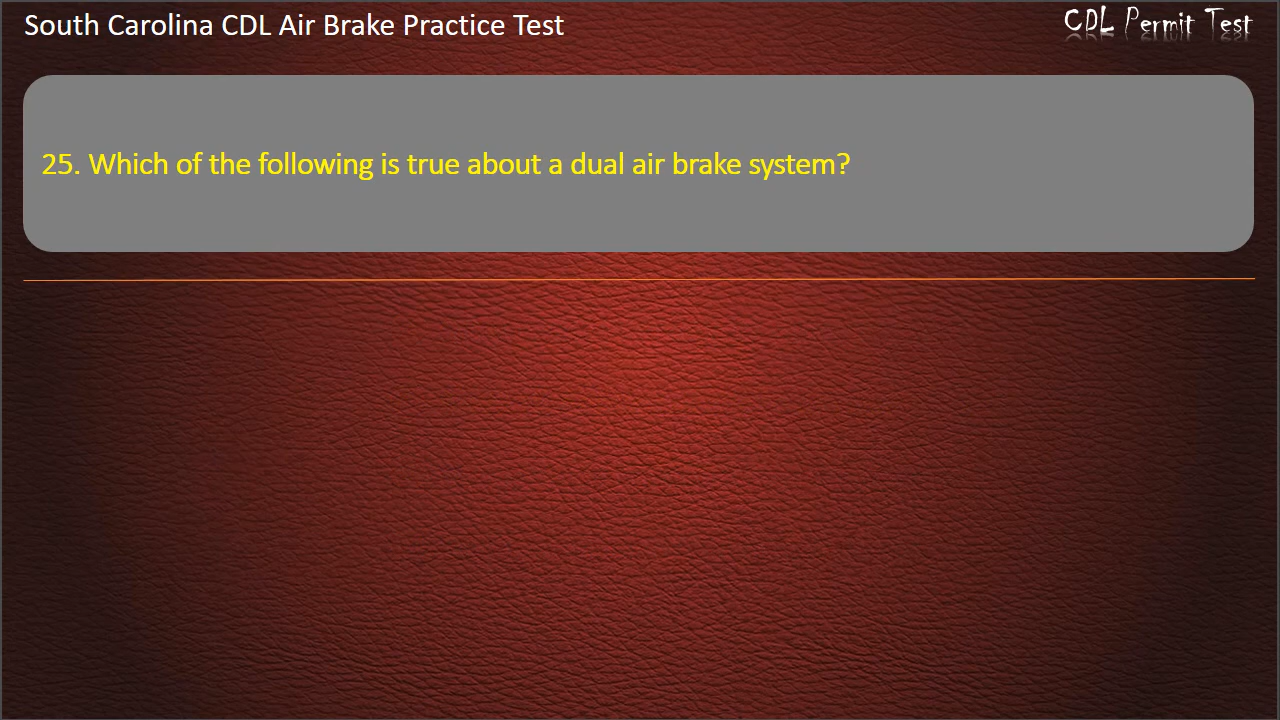 South Carolina CDL Air Brake Practice Test
CDL Permit Test
25. Which of the following is true about a dual air brake system?